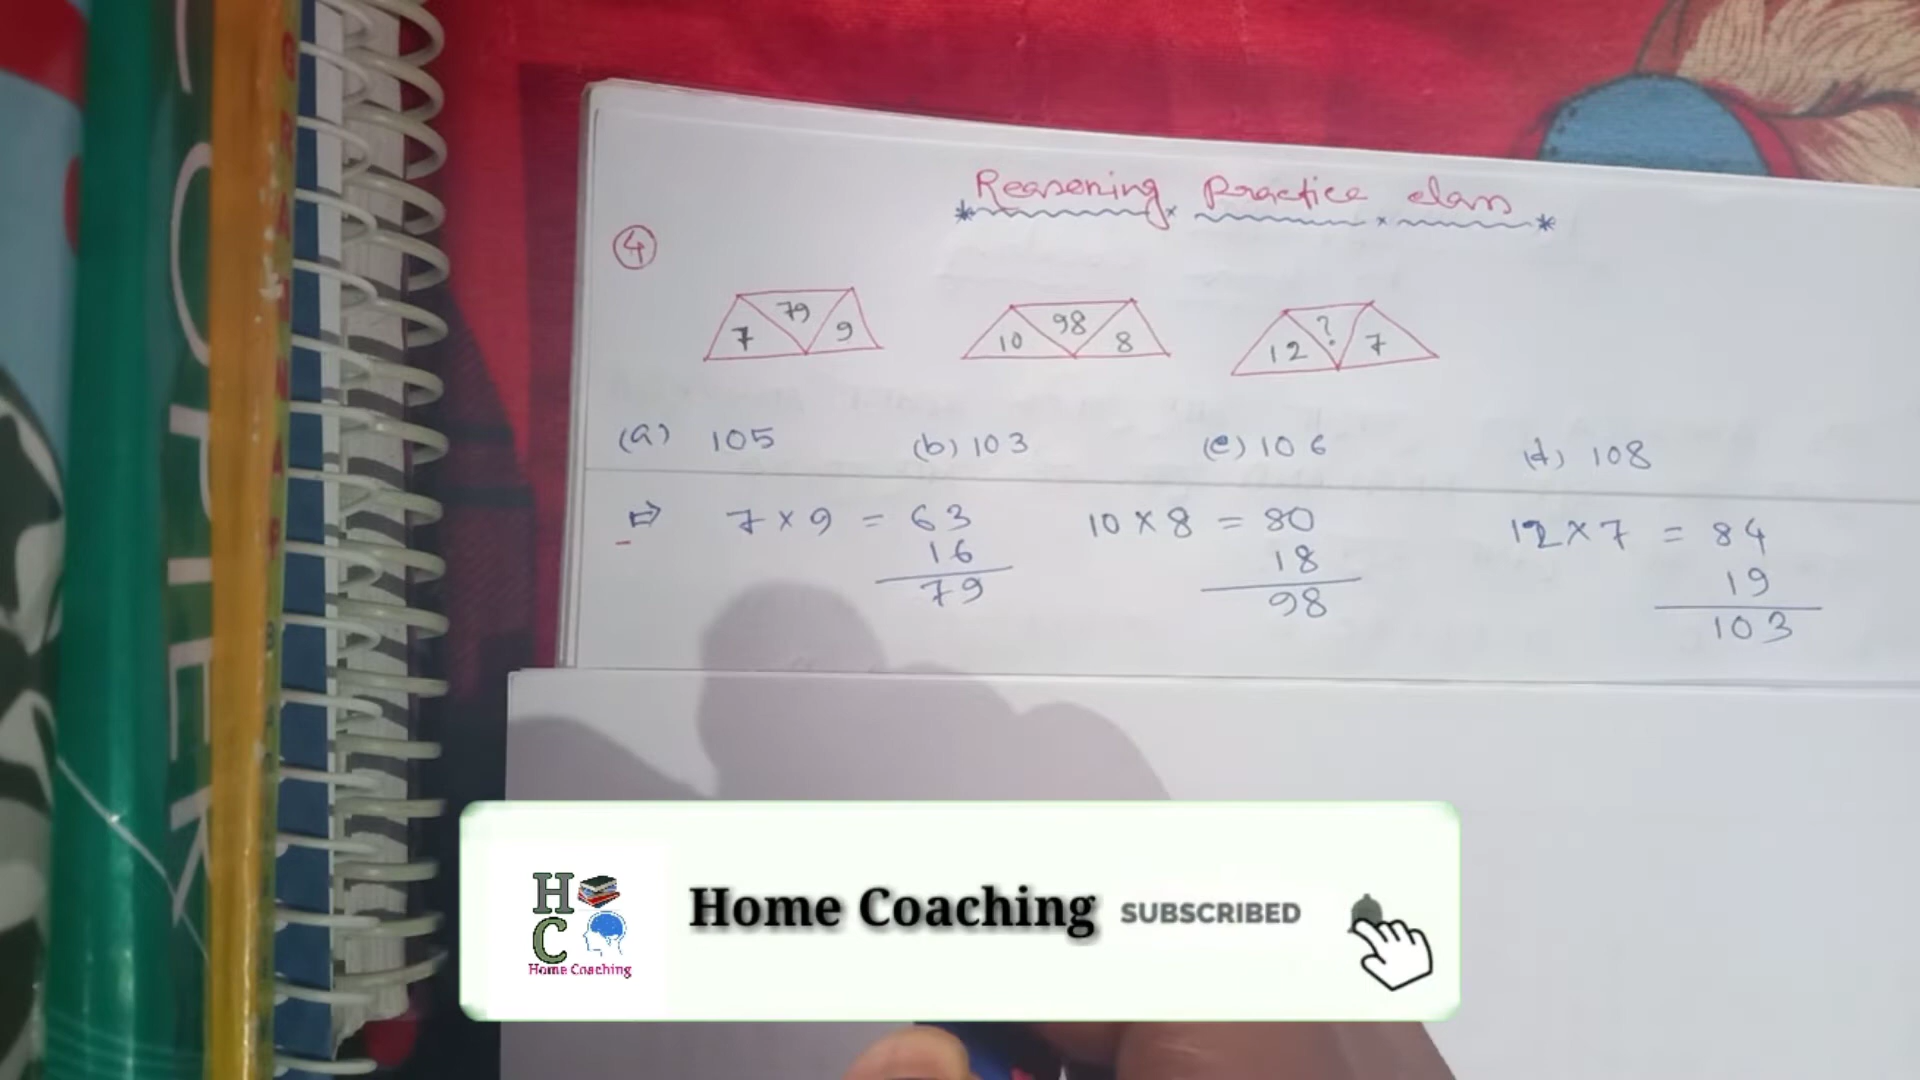 Reasoning Practice class
4
7 79 9
10 98 8
12 ? 7
(a) 105 (b) 103 (c) 106 (d) 108
⇒ 7 × 9 = 63 10 × 8 = 80 12 × 7 = 84
16 18 19
79 98 103
COPIER
HC
Home Coaching
Home Coaching SUBSCRIBED